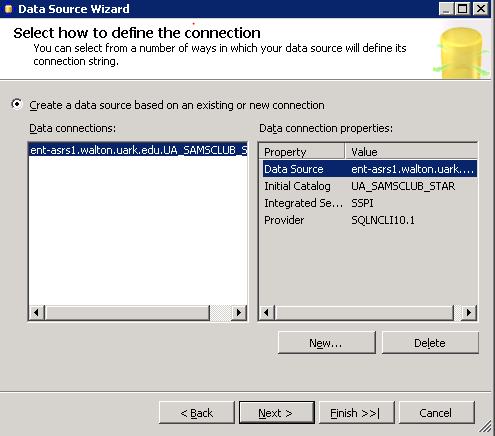 Data Source Wizard
Select how to define the connection
You can select from a number of ways in which your data source will define its
connection string.
Create a data source based on an existing or new connection
Data connections:
ent-asrs1.walton.uark.edu.UA_SAMSCLUB_S
Data connection properties:
Property Value
Data Source ent-asrs1.walton.uark....
Initial Catalog UA_SAMSCLUB_STAR
Integrated Se... SSPI
Provider SQLNCLI10.1
New... Delete
< Back Next > Finish >>| Cancel